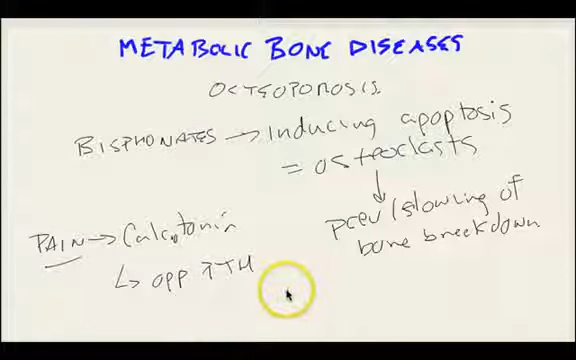 METABOLIC BONE DISEASES
OSTEOPOROSIS
BISPHONATES → Inducing apoptosis
= osteoclasts
↓
prev/slowing of
bone breakdown
PAIN → Calcitonin
↳ opp PTH